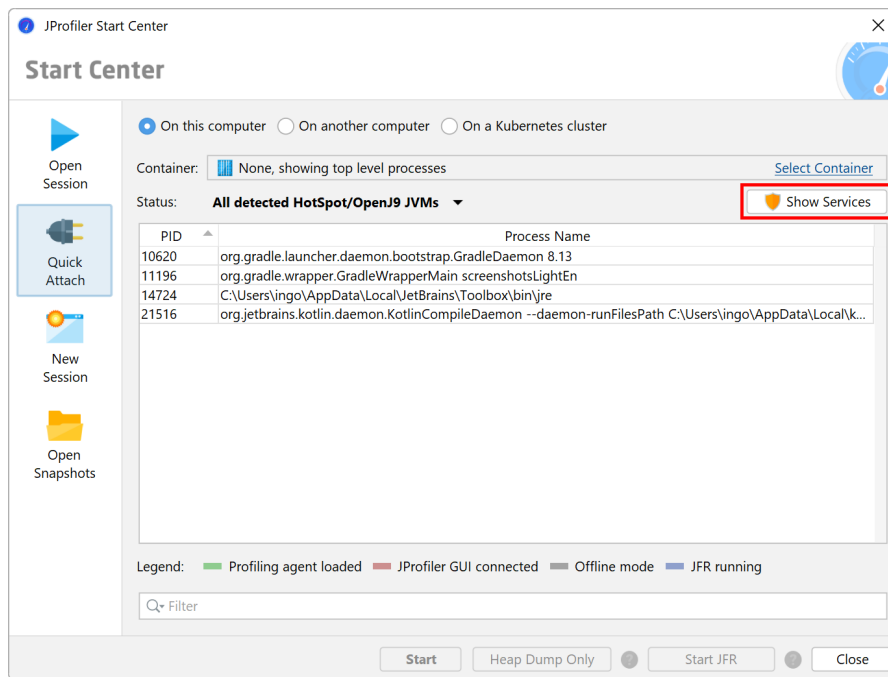 JProfiler Start Center
Start Center
Open
Session
Quick
Attach
New
Session
Open
Snapshots
On this computer On another computer On a Kubernetes cluster
Container: None, showing top level processes Select Container
Status: All detected HotSpot/OpenJ9 JVMs Show Services
PID Process Name
10620 org.gradle.launcher.daemon.bootstrap.GradleDaemon 8.13
11196 org.gradle.wrapper.GradleWrapperMain screenshotsLightEn
14724 C:\Users\ingo\AppData\Local\JetBrains\Toolbox\bin\jre
21516 org.jetbrains.kotlin.daemon.KotlinCompileDaemon --daemon-runFilesPath C:\Users\ingo\AppData\Local\k...
Legend: Profiling agent loaded JProfiler GUI connected Offline mode JFR running
Filter
Start Heap Dump Only ? Start JFR ? Close